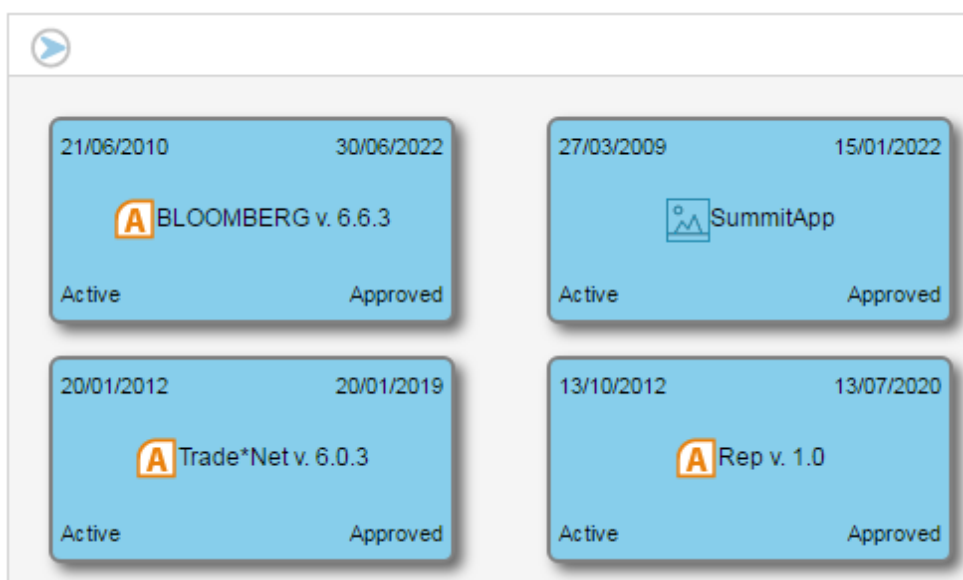 21/06/2010 30/06/2022
A BLOOMBERG v. 6.6.3
Active Approved
27/03/2009 15/01/2022
SummitApp
Active Approved
20/01/2012 20/01/2019
A Trade*Net v. 6.0.3
Active Approved
13/10/2012 13/07/2020
A Rep v. 1.0
Active Approved